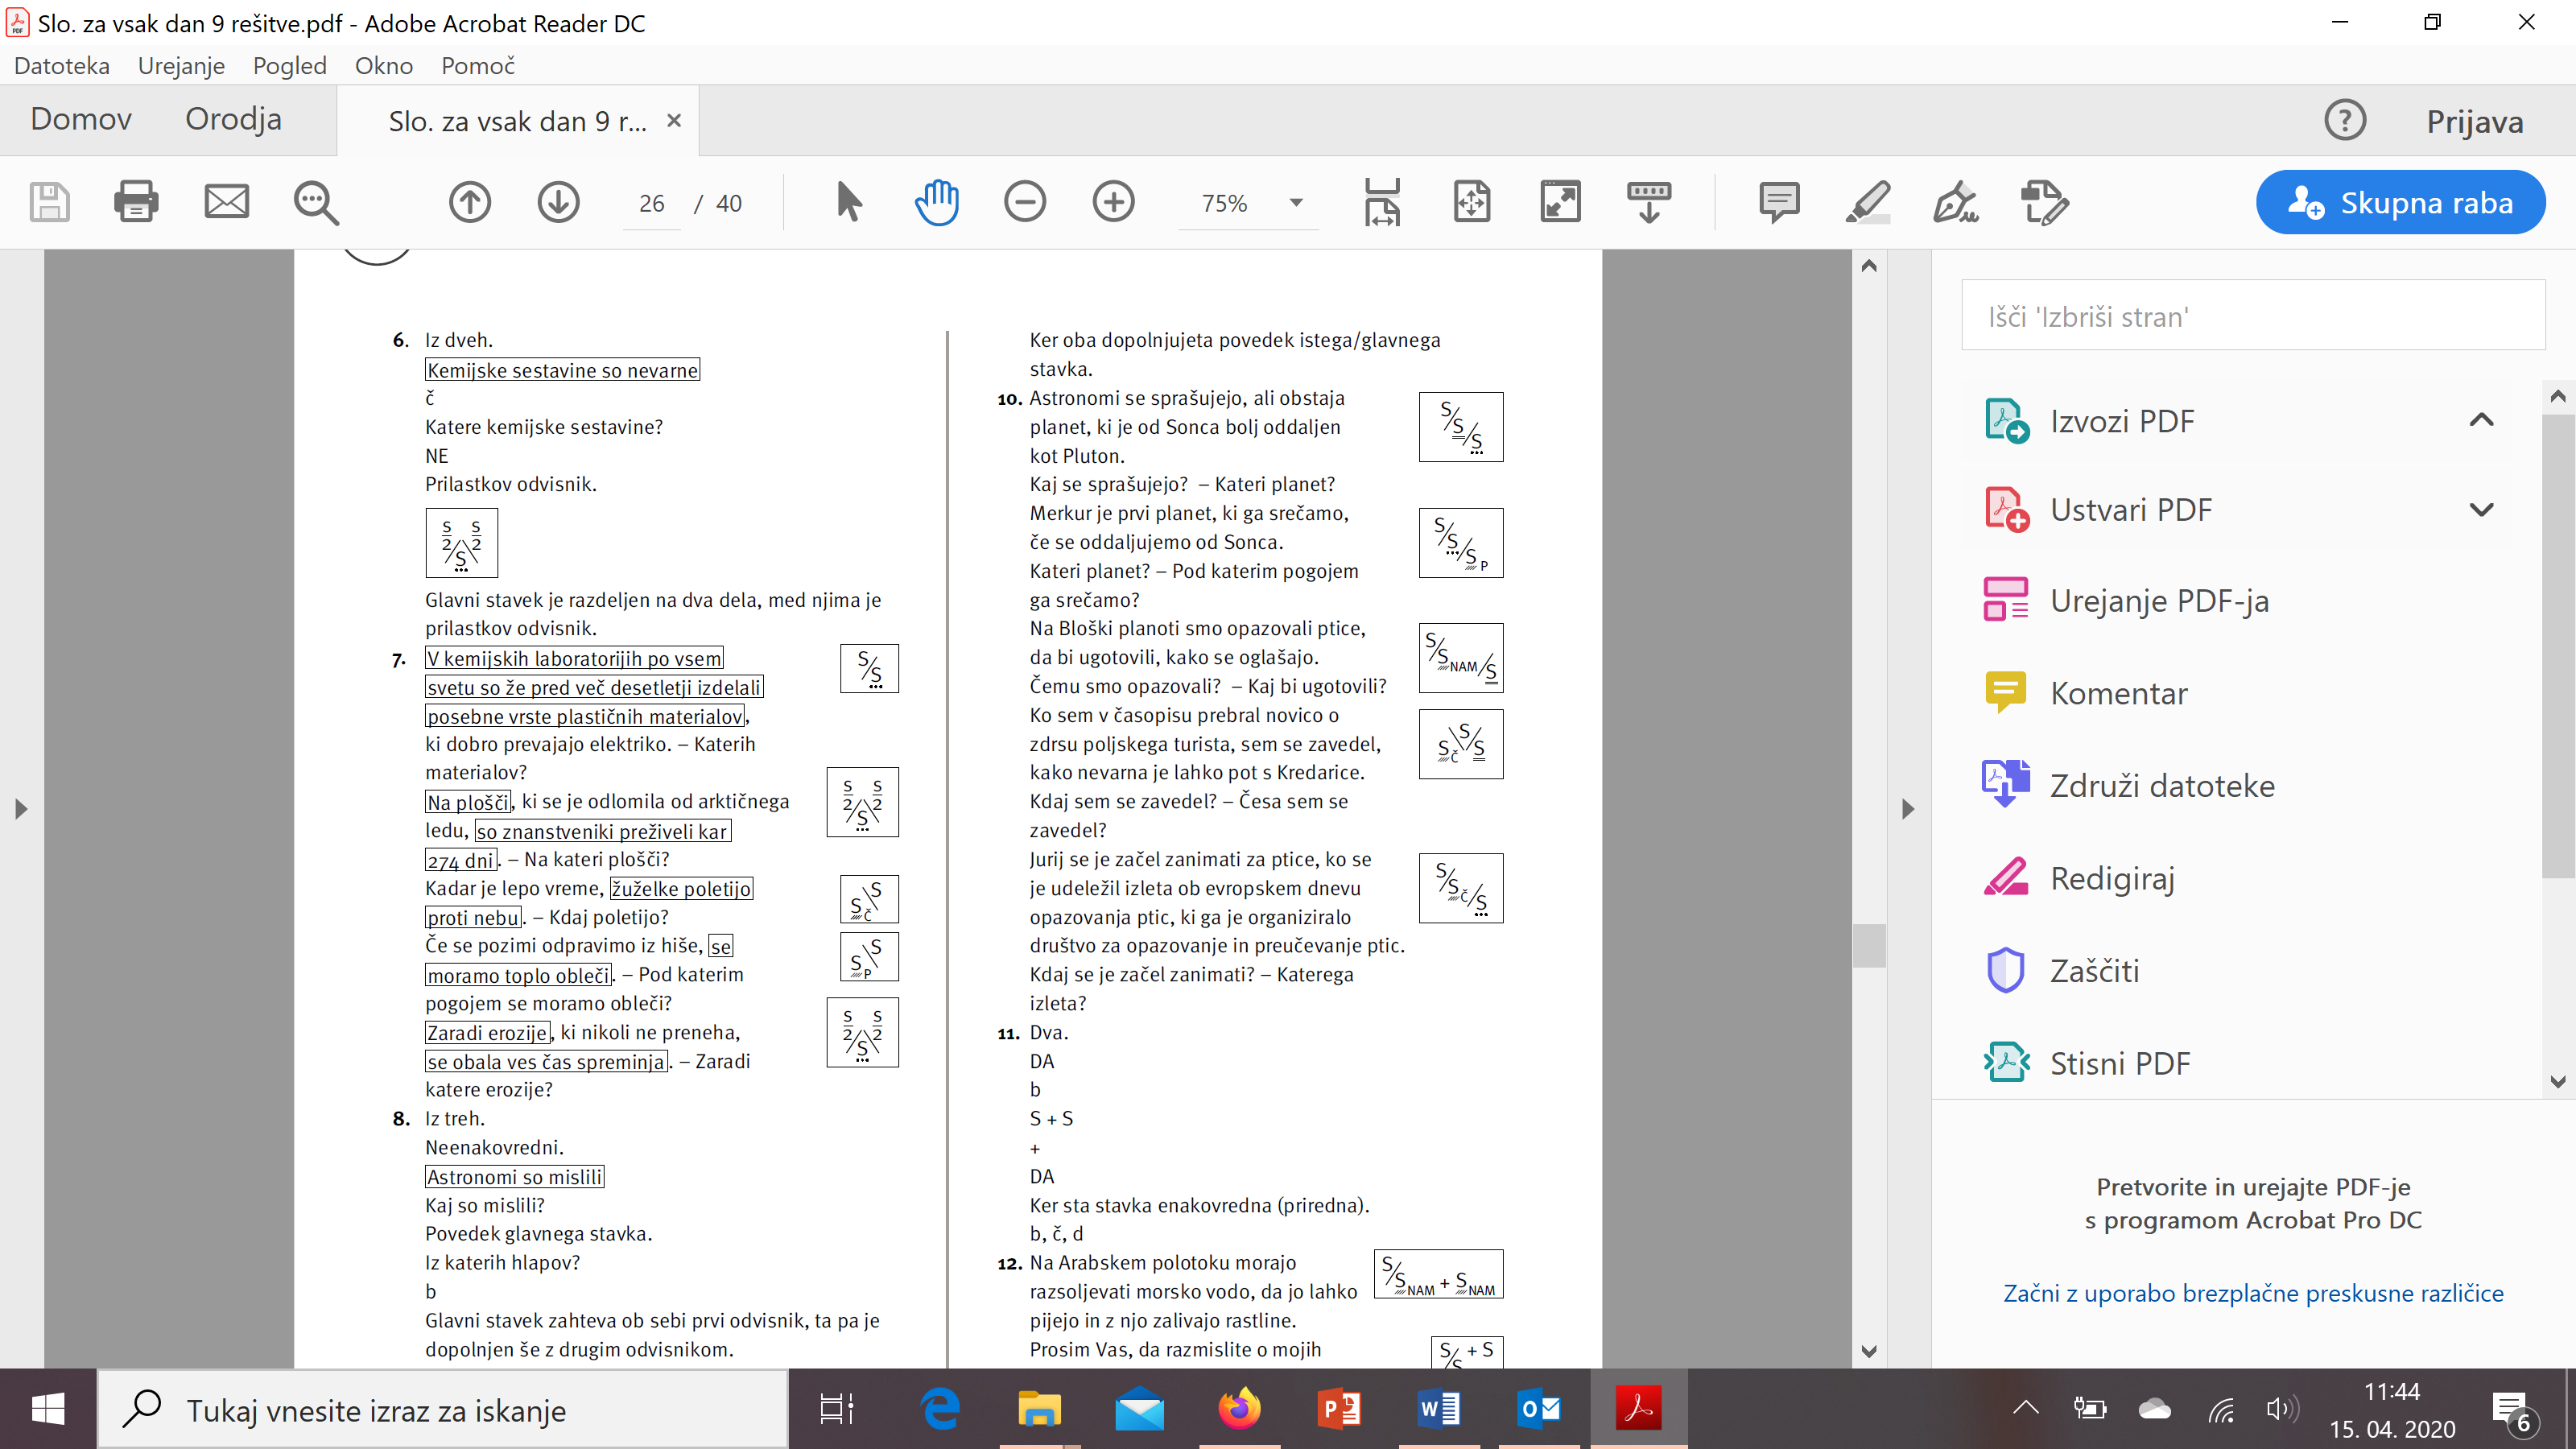 Slo. za vsak dan 9 rešitve.pdf - Adobe Acrobat Reader DC
Datoteka Urejanje Pogled Okno Pomoč
Domov Orodja Slo. za vsak dan 9 r... × Prijava
26 / 40 75% Skupna raba
6. Iz dveh.
Kemijske sestavine so nevarne
č
Katere kemijske sestavine?
NE
Prilastkov odvisnik.
S S
2 2
S
Glavni stavek je razdeljen na dva dela, med njima je
prilastkov odvisnik.
7. V kemijskih laboratorijih po vsem
svetu so že pred več desetletji izdelali
posebne vrste plastičnih materialov,
ki dobro prevajajo elektriko. – Katerih
materialov?
S/S
Na plošči, ki se je odlomila od arktičnega
ledu, so znanstveniki preživeli kar
274 dni. – Na kateri plošči?
S S
2 2
S
Kadar je lepo vreme, žuželke poletijo
proti nebu. – Kdaj poletijo?
SČ\S
Če se pozimi odpravimo iz hiše, se
moramo toplo obleči. – Pod katerim
pogojem se moramo obleči?
SP\S
Zaradi erozije, ki nikoli ne preneha,
se obala ves čas spreminja. – Zaradi
katere erozije?
S S
2 2
S
8. Iz treh.
Neenakovredni.
Astronomi so mislili
Kaj so mislili?
Povedek glavnega stavka.
Iz katerih hlapov?
b
Glavni stavek zahteva ob sebi prvi odvisnik, ta pa je
dopolnjen še z drugim odvisnikom.
Ker oba dopolnjujeta povedek istega/glavnega
stavka.
10. Astronomi se sprašujejo, ali obstaja
planet, ki je od Sonca bolj oddaljen
kot Pluton.
Kaj se sprašujejo? – Kateri planet?
S/S/S
Merkur je prvi planet, ki ga srečamo,
če se oddaljujemo od Sonca.
Kateri planet? – Pod katerim pogojem
ga srečamo?
S/S/S P
Na Bloški planoti smo opazovali ptice,
da bi ugotovili, kako se oglašajo.
Čemu smo opazovali? – Kaj bi ugotovili?
S/S NAM/S
Ko sem v časopisu prebral novico o
zdrsu poljskega turista, sem se zavedel,
kako nevarna je lahko pot s Kredarice.
Kdaj sem se zavedel? – Česa sem se
zavedel?
S Č\S/S
Jurij se je začel zanimati za ptice, ko se
je udeležil izleta ob evropskem dnevu
opazovanja ptic, ki ga je organiziralo
društvo za opazovanje in preučevanje ptic.
Kdaj se je začel zanimati? – Katerega
izleta?
S/S Č/S
11. Dva.
DA
b
S + S
+
DA
Ker sta stavka enakovredna (priredna).
b, č, d
12. Na Arabskem polotoku morajo
razsoljevati morsko vodo, da jo lahko
pijejo in z njo zalivajo rastline.
S/S NAM + S NAM
Prosim Vas, da razmislite o mojih
S/S + S
Išči 'Izbriši stran'
Izvozi PDF
Ustvari PDF
Urejanje PDF-ja
Komentar
Združi datoteke
Redigiraj
Zaščiti
Stisni PDF
Pretvorite in urejajte PDF-je
s programom Acrobat Pro DC
Začni z uporabo brezplačne preskusne različice
Tukaj vnesite izraz za iskanje
11:44
15. 04. 2020
6